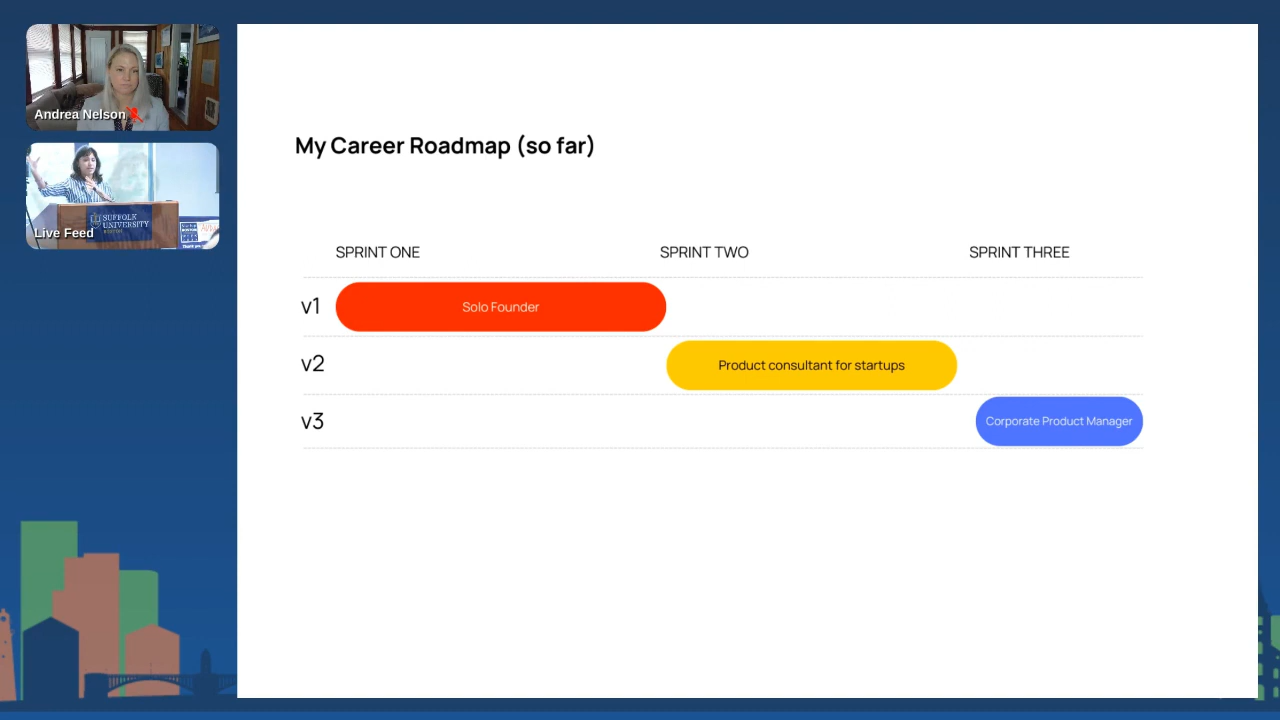 Andrea Nelson
SUFFOLK
UNIVERSITY
BOSTON
Live Feed
My Career Roadmap (so far)
SPRINT ONE
SPRINT TWO
SPRINT THREE
v1
Solo Founder
v2
Product consultant for startups
v3
Corporate Product Manager